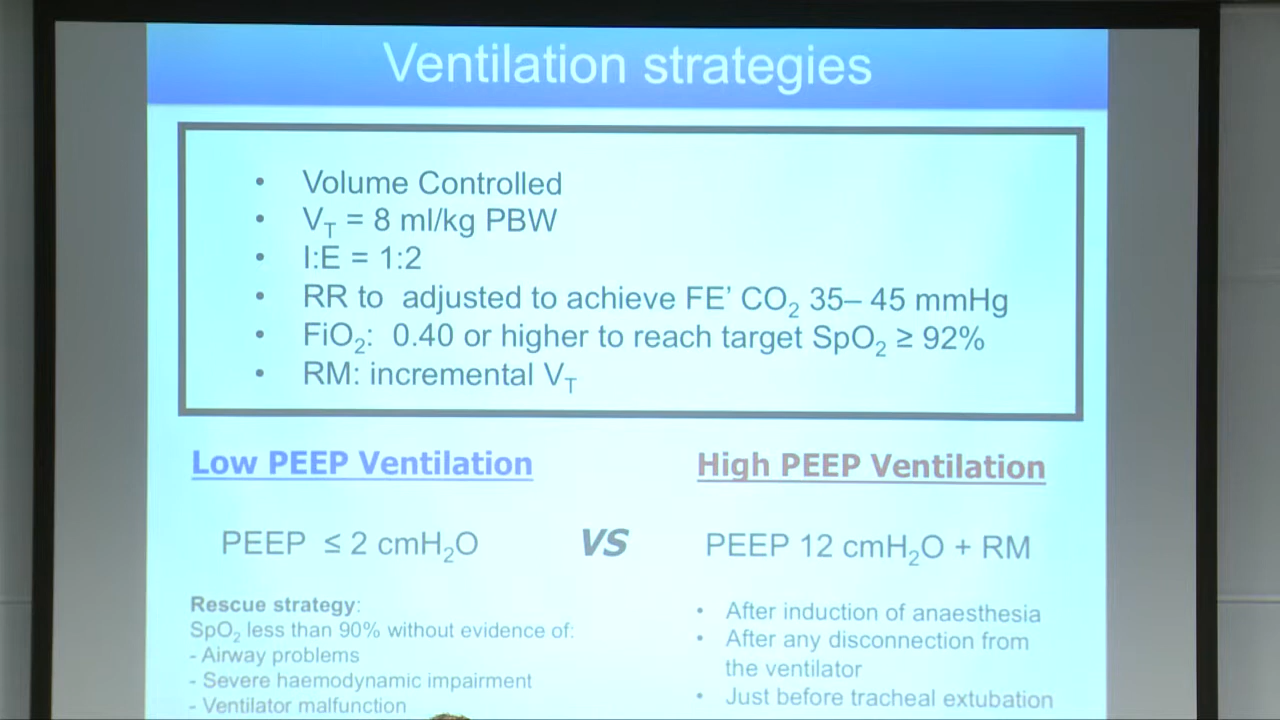 Ventilation strategies
• Volume Controlled
• V_T = 8 ml/kg PBW
• I:E = 1:2
• RR to adjusted to achieve FE’ CO₂ 35– 45 mmHg
• FiO₂: 0.40 or higher to reach target SpO₂ ≥ 92%
• RM: incremental V_T
Low PEEP Ventilation
High PEEP Ventilation
PEEP ≤ 2 cmH₂O
VS
PEEP 12 cmH₂O + RM
Rescue strategy:
SpO₂ less than 90% without evidence of:
- Airway problems
- Severe haemodynamic impairment
- Ventilator malfunction
• After induction of anaesthesia
• After any disconnection from
the ventilator
• Just before tracheal extubation